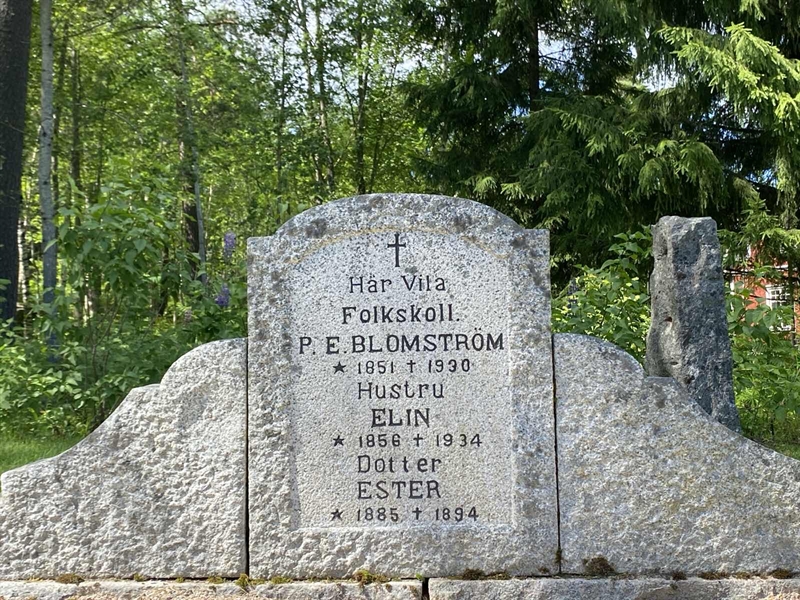 Här Vila
Folkskoll.
P. E. BLOMSTRÖM
★ 1851 † 1930
Hustru
ELIN
★ 1856 † 1934
Dotter
ESTER
★ 1885 † 1894